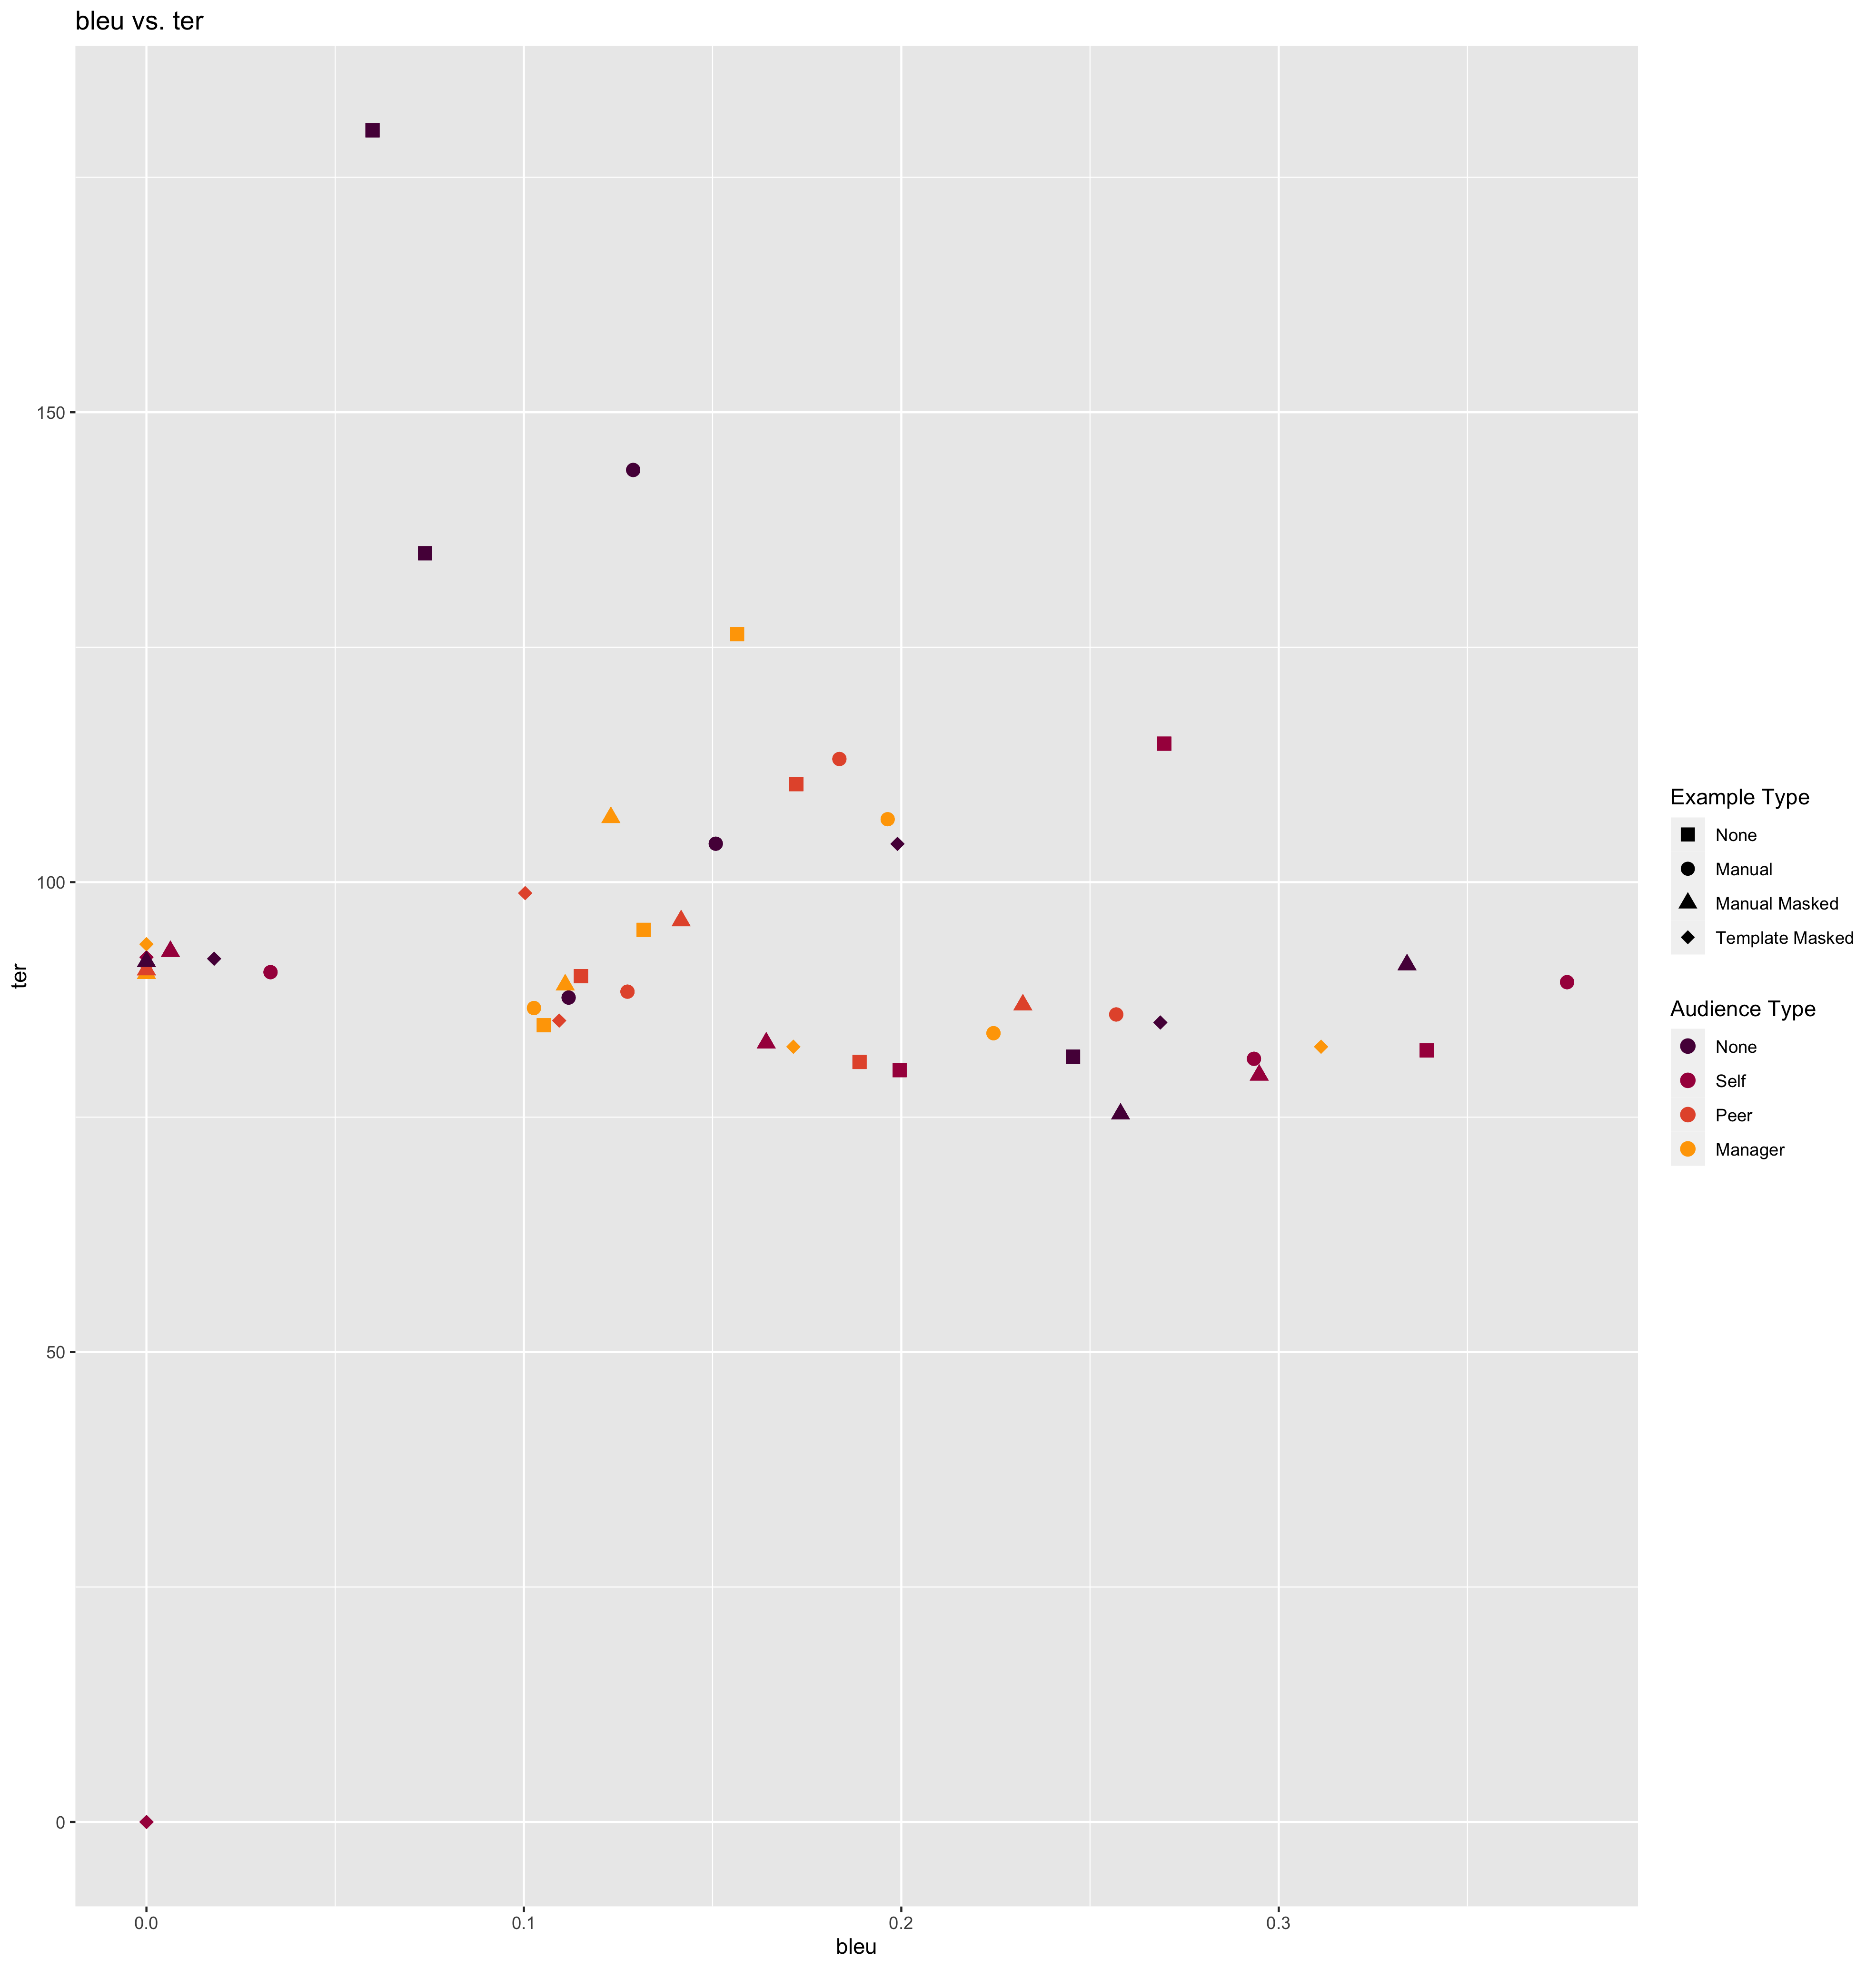 bleu vs. ter
150
100
50
0
ter
0.0
0.1
0.2
0.3
bleu
Example Type
None
Manual
Manual Masked
Template Masked
Audience Type
None
Self
Peer
Manager